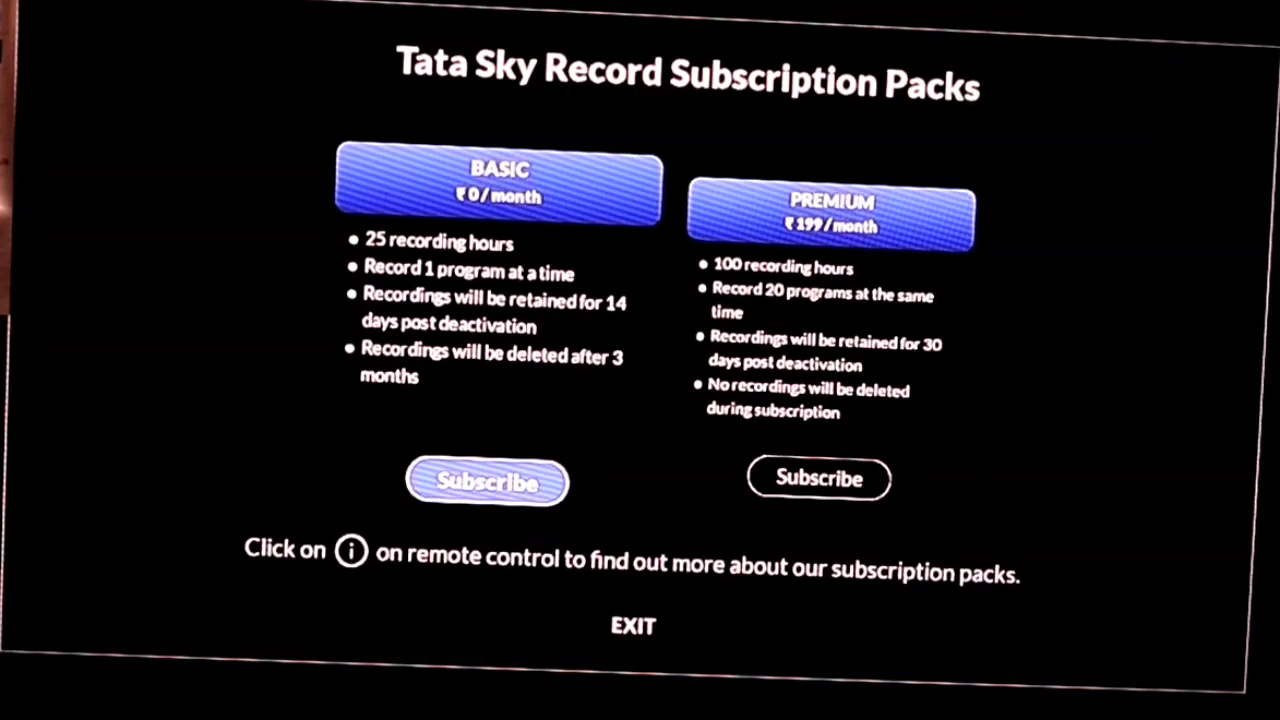 Tata Sky Record Subscription Packs
BASIC
₹ 0 / month
• 25 recording hours
• Record 1 program at a time
• Recordings will be retained for 14
days post deactivation
• Recordings will be deleted after 3
months
Subscribe
PREMIUM
₹ 199 / month
• 100 recording hours
• Record 20 programs at the same
time
• Recordings will be retained for 30
days post deactivation
• No recordings will be deleted
during subscription
Subscribe
Click on i on remote control to find out more about our subscription packs.
EXIT